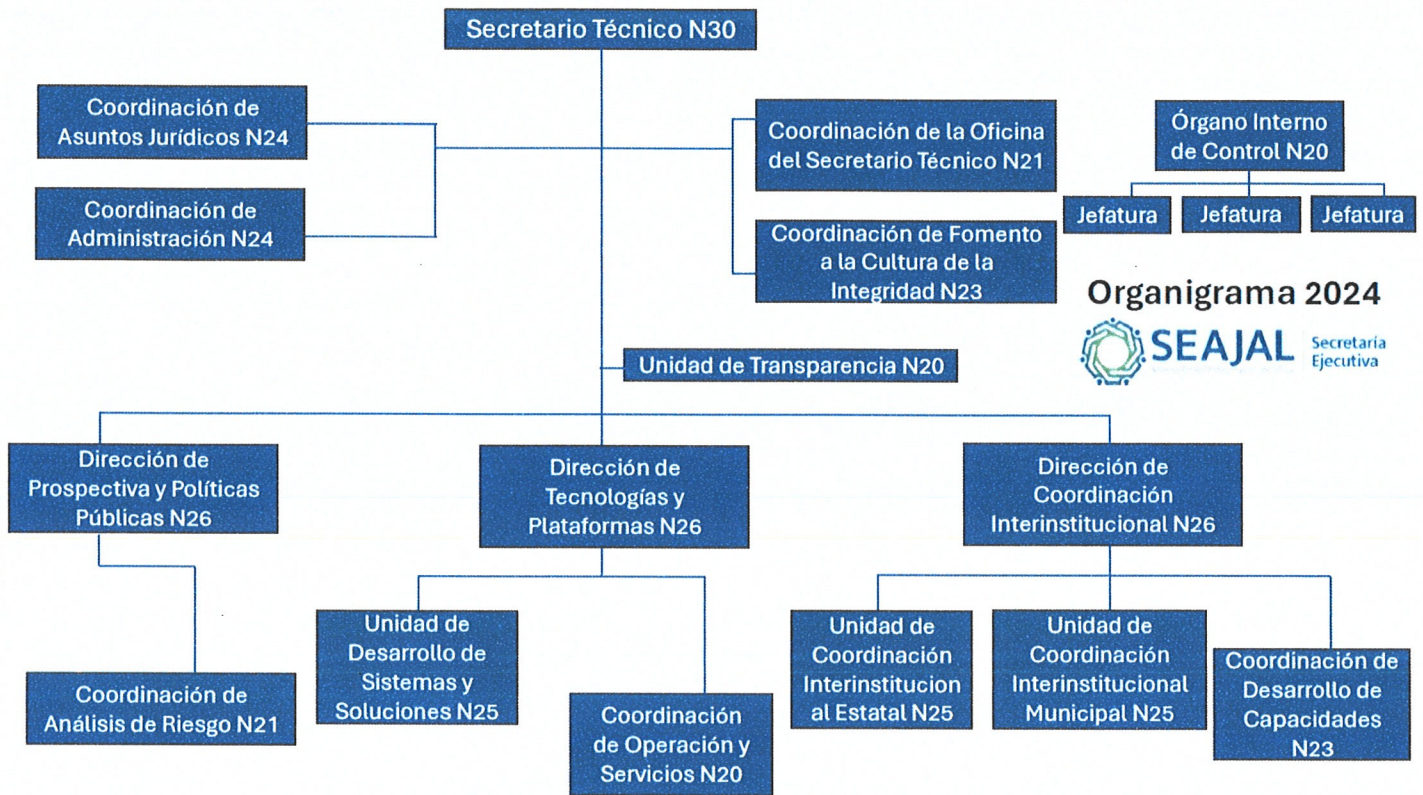 Secretario Técnico N30
Coordinación de
Asuntos Jurídicos N24
Coordinación de
Administración N24
Coordinación de la Oficina
del Secretario Técnico N21
Coordinación de Fomento
a la Cultura de la
Integridad N23
Órgano Interno
de Control N20
Jefatura
Jefatura
Jefatura
Organigrama 2024
SEAJAL
Secretaría
Ejecutiva
Unidad de Transparencia N20
Dirección de
Prospectiva y Políticas
Públicas N26
Dirección de
Tecnologías y
Plataformas N26
Dirección de
Coordinación
Interinstitucional N26
Coordinación de
Análisis de Riesgo N21
Unidad de
Desarrollo de
Sistemas y
Soluciones N25
Coordinación
de Operación y
Servicios N20
Unidad de
Coordinación
Interinstitucion
al Estatal N25
Unidad de
Coordinación
Interinstitucional
Municipal N25
Coordinación de
Desarrollo de
Capacidades
N23